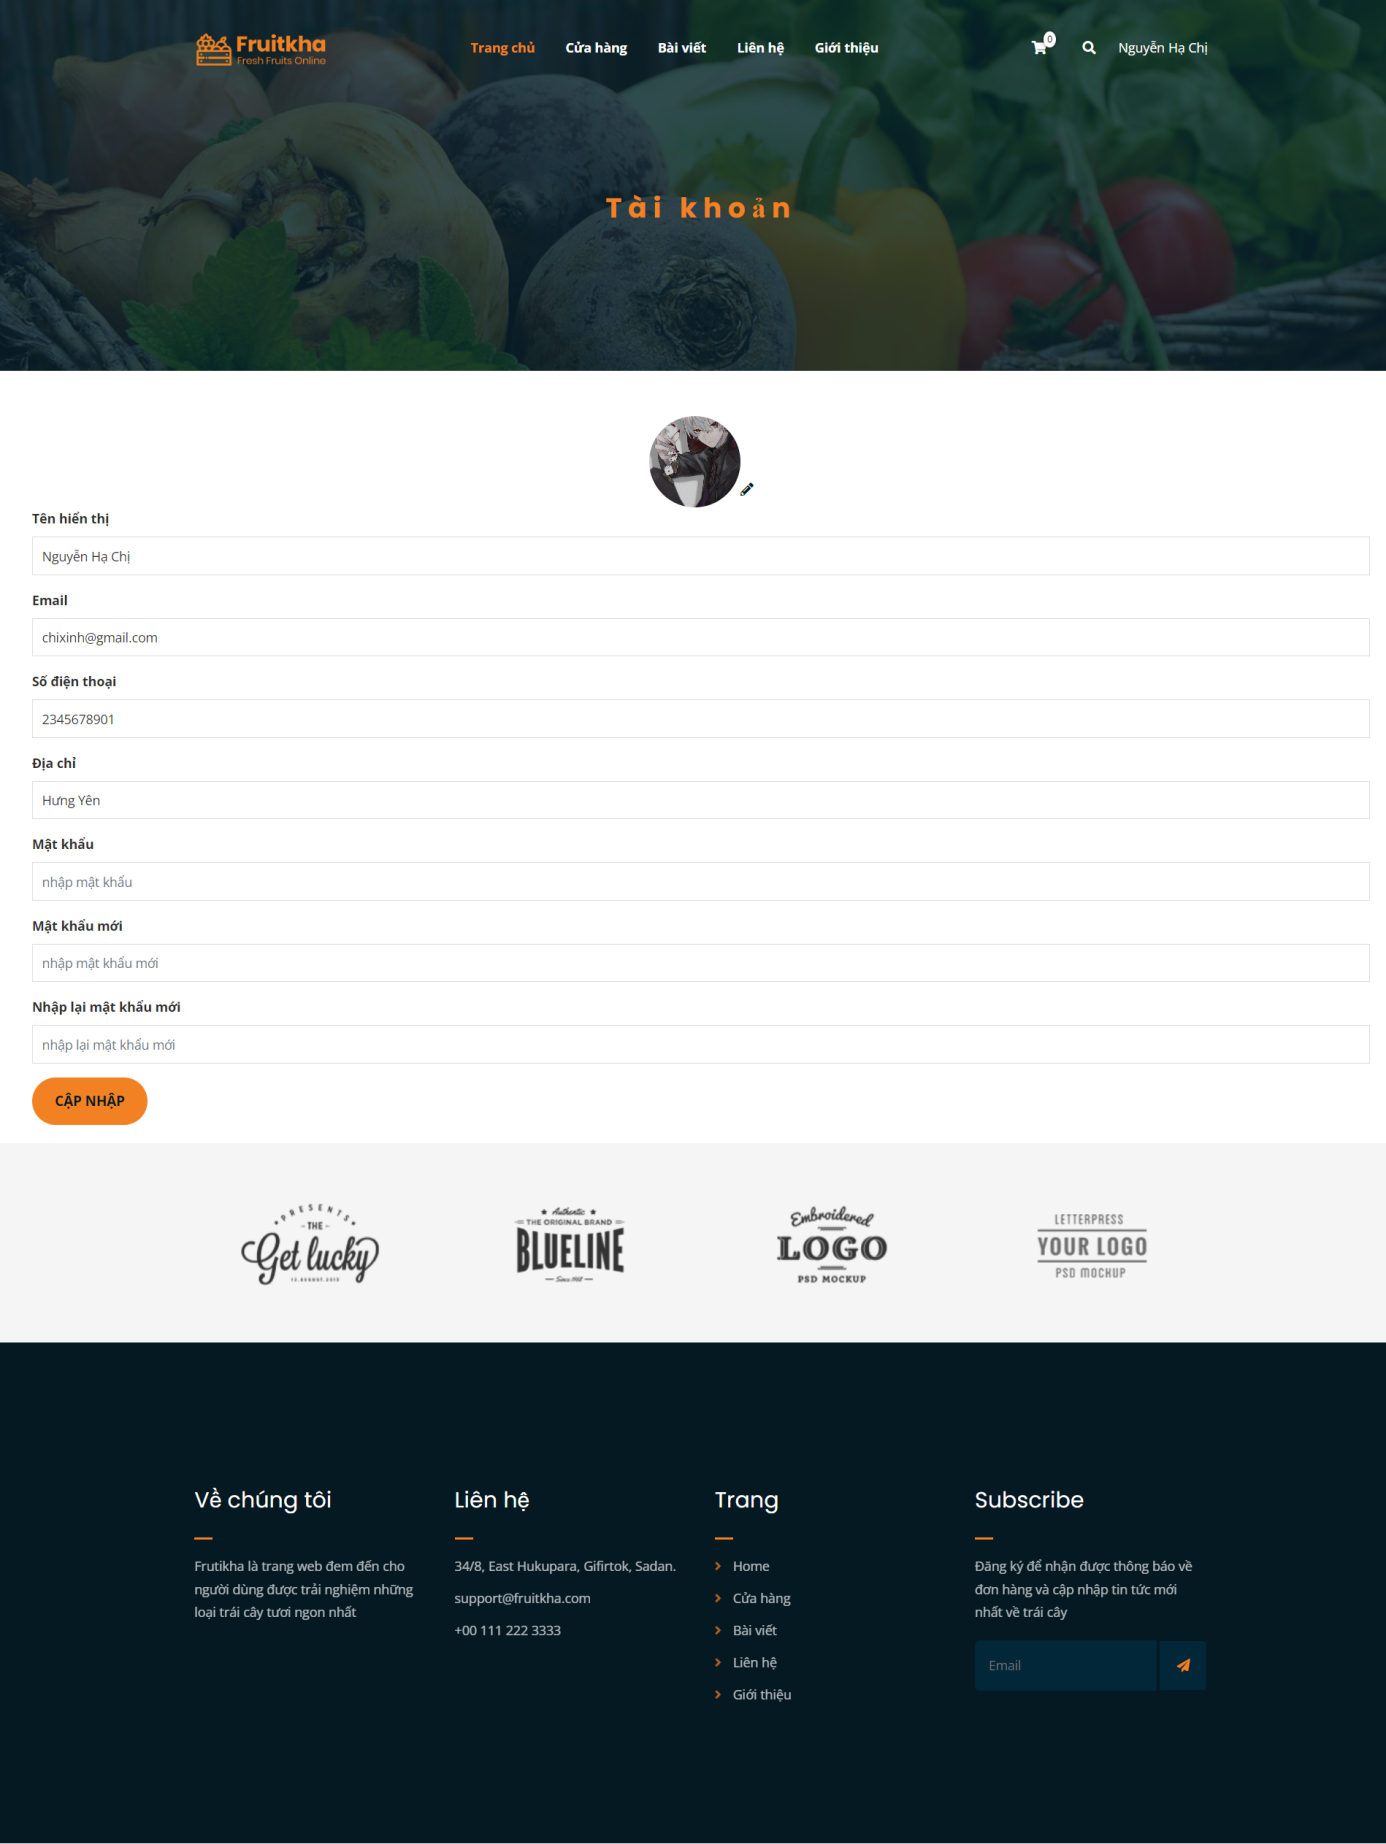 Fruitkha
Fresh Fruits Online
Trang chủ
Cửa hàng
Bài viết
Liên hệ
Giới thiệu
0
Nguyễn Hạ Chị
Tài khoản
Tên hiển thị
Nguyễn Hạ Chị
Email
chixinh@gmail.com
Số điện thoại
2345678901
Địa chỉ
Hưng Yên
Mật khẩu
nhập mật khẩu
Mật khẩu mới
nhập mật khẩu mới
Nhập lại mật khẩu mới
nhập lại mật khẩu mới
CẬP NHẬP
PRESENTS
THE
Get lucky
12.AUGUST.2013
Authentic
THE ORIGINAL BRAND
BLUELINE
Since 1968
Embroidered
LOGO
PSD MOCKUP
LETTERPRESS
YOUR LOGO
PSD MOCKUP
Về chúng tôi
Frutikha là trang web đem đến cho
người dùng được trải nghiệm những
loại trái cây tươi ngon nhất
Liên hệ
34/8, East Hukupara, Gifirtok, Sadan.
support@fruitkha.com
+00 111 222 3333
Trang
Home
Cửa hàng
Bài viết
Liên hệ
Giới thiệu
Subscribe
Đăng ký để nhận được thông báo về
đơn hàng và cập nhập tin tức mới
nhất về trái cây
Email